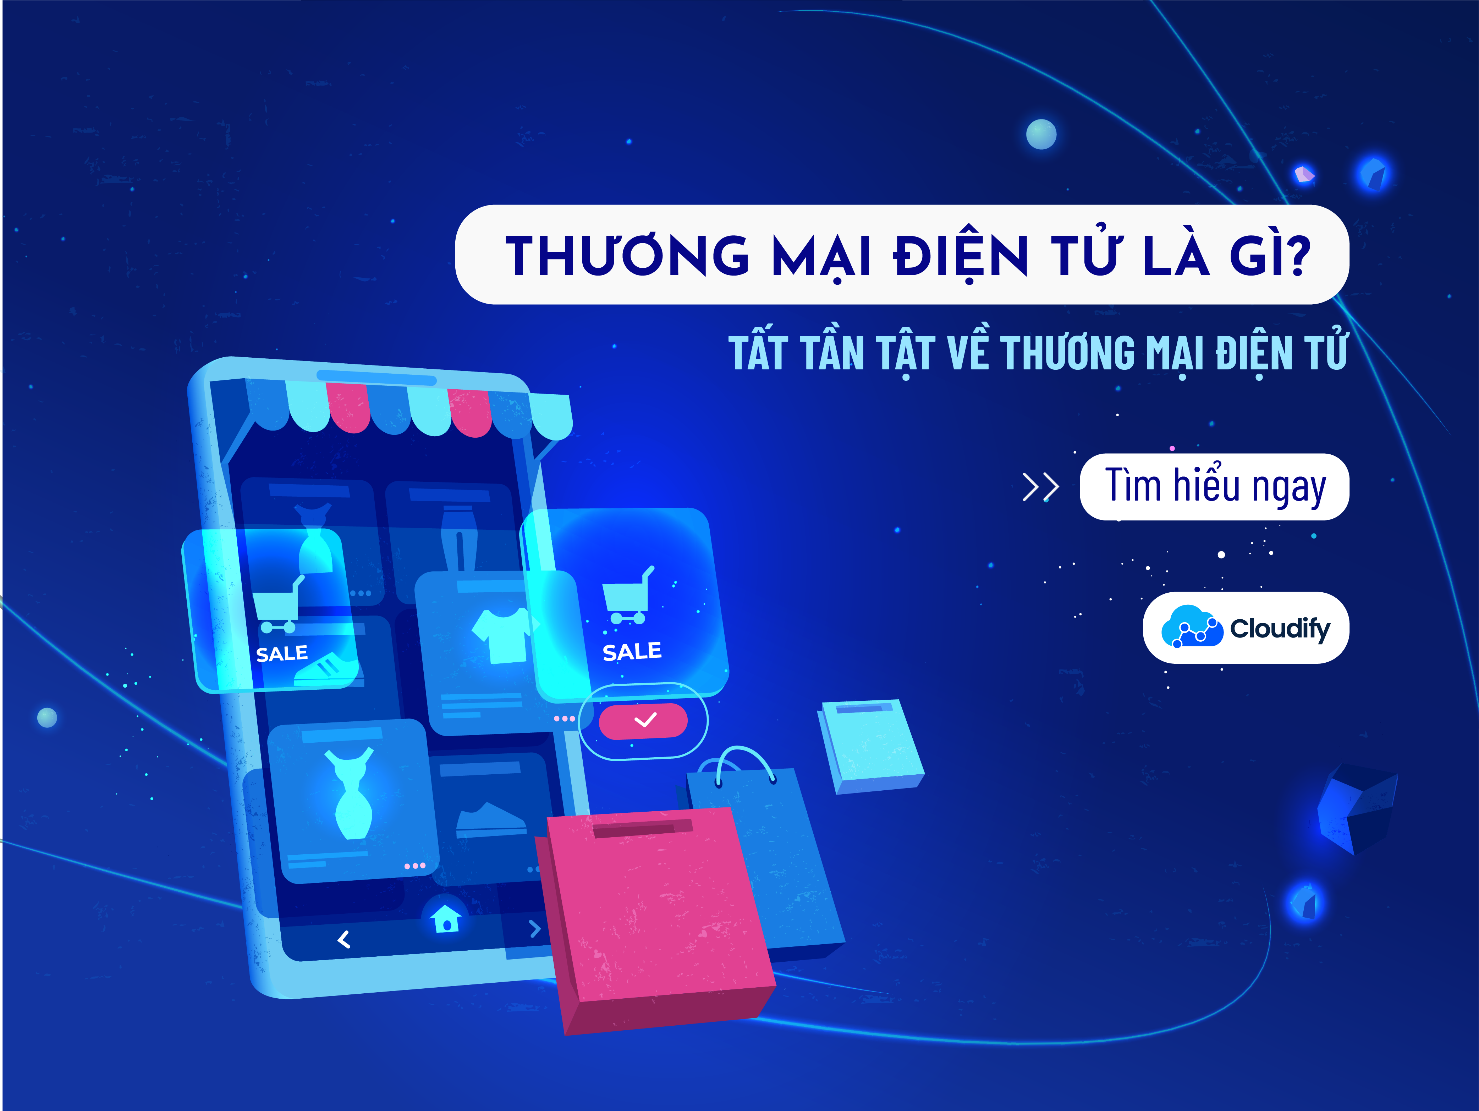 THƯƠNG MẠI ĐIỆN TỬ LÀ GÌ?
TẤT TẦN TẬT VỀ THƯƠNG MẠI ĐIỆN TỬ
Tìm hiểu ngay
Cloudify
SALE
SALE